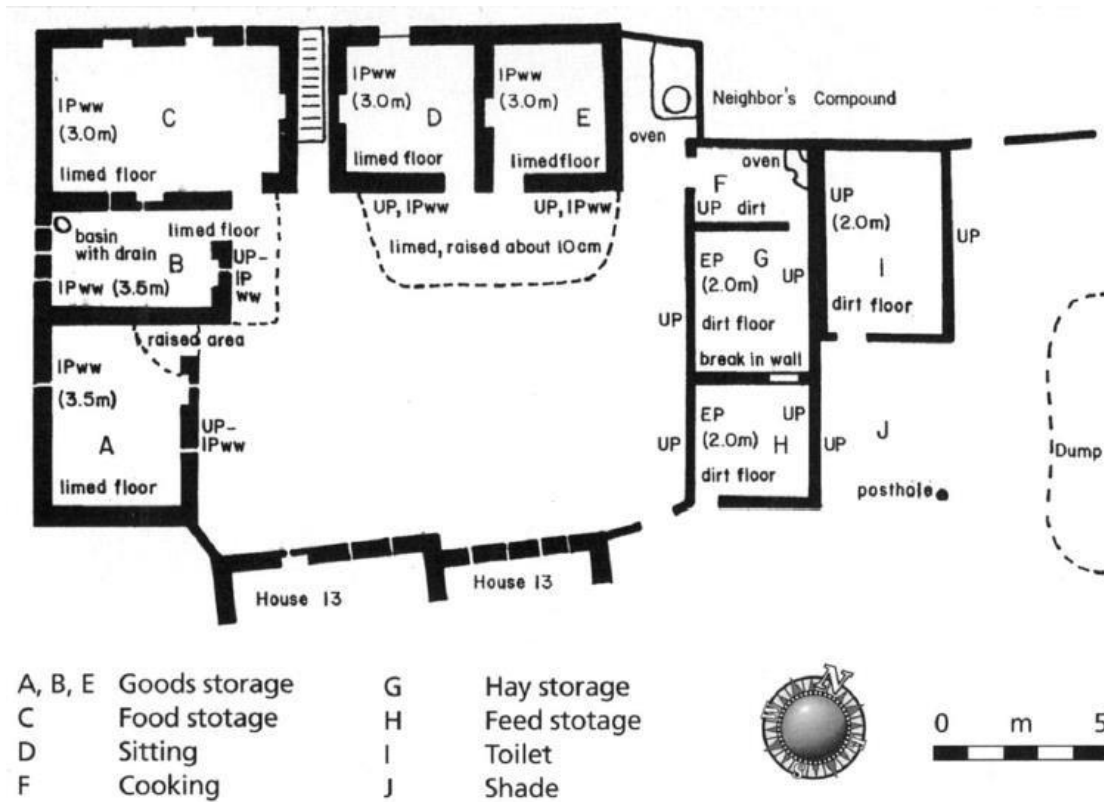 IPww
(3.0m)
C
limed floor
IPww
(3.0m)
D
limed floor
IPww
(3.0m)
E
limed floor
oven
Neighbor's Compound
oven
F
UP dirt
UP
(2.0m)
I
dirt floor
UP
UP, IPww
UP, IPww
limed, raised about 10cm
basin
with drain
limed floor
B
IPww (3.5m)
UP-
IP
ww
EP
(2.0m)
G
UP
dirt floor
break in wall
UP
raised area
IPww
(3.5m)
A
limed floor
UP-
IPww
EP
(2.0m)
UP
H
dirt floor
UP
UP
J
posthole
Dump
House 13
House 13
A, B, E Goods storage
C Food stotage
D Sitting
F Cooking
G Hay storage
H Feed stotage
I Toilet
J Shade
N
0 m 5